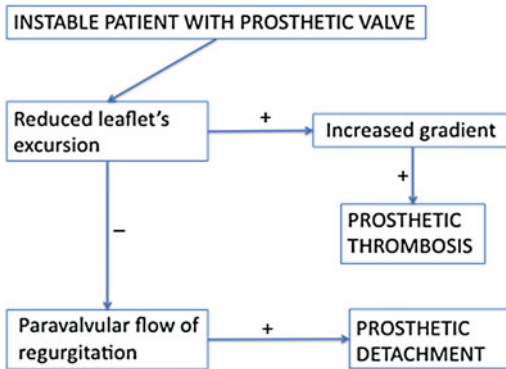 INSTABLE PATIENT WITH PROSTHETIC VALVE
Reduced leaflet's
excursion
+
Increased gradient
+
PROSTHETIC
THROMBOSIS
–
Paravalvular flow of
regurgitation
+
PROSTHETIC
DETACHMENT